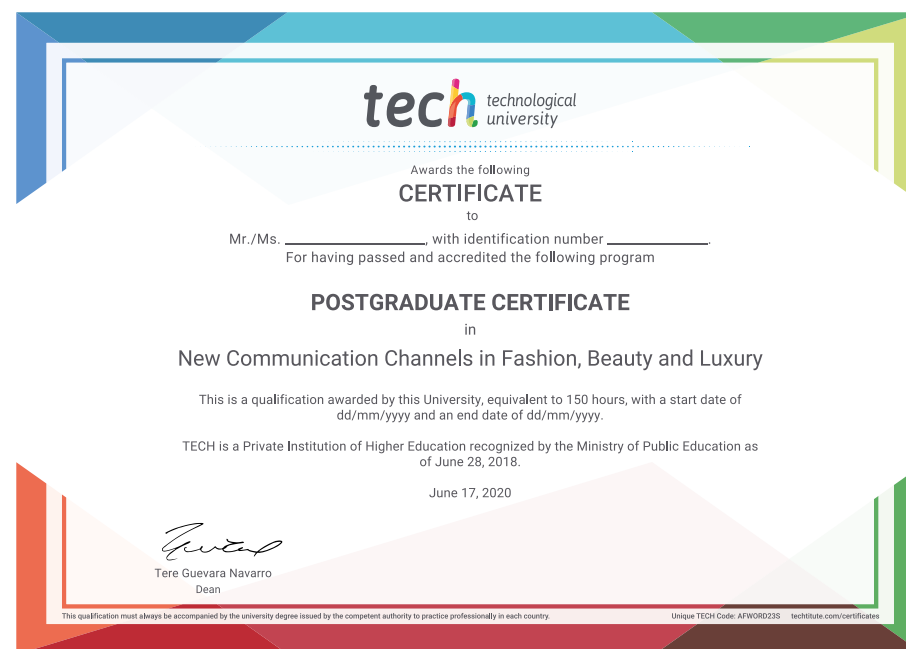 tech technological
university
Awards the following
CERTIFICATE
to
Mr./Ms. ____________________, with identification number ______________.
For having passed and accredited the following program
POSTGRADUATE CERTIFICATE
in
New Communication Channels in Fashion, Beauty and Luxury
This is a qualification awarded by this University, equivalent to 150 hours, with a start date of
dd/mm/yyyy and an end date of dd/mm/yyyy.
TECH is a Private Institution of Higher Education recognized by the Ministry of Public Education as
of June 28, 2018.
June 17, 2020
Tere Guevara Navarro
Dean
This qualification must always be accompanied by the university degree issued by the competent authority to practice professionally in each country.
Unique TECH Code: AFWORD23S techtitute.com/certificates